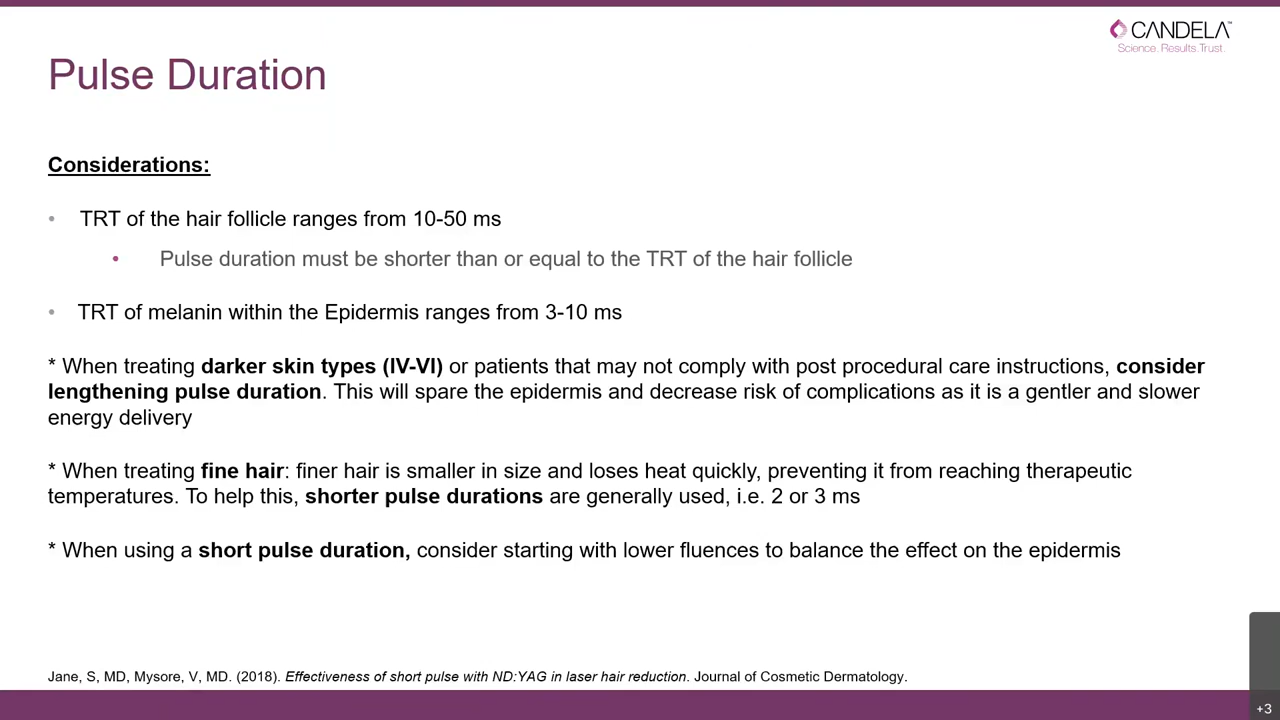 CANDELA™
Science. Results. Trust.
Pulse Duration
Considerations:
• TRT of the hair follicle ranges from 10-50 ms
• Pulse duration must be shorter than or equal to the TRT of the hair follicle
• TRT of melanin within the Epidermis ranges from 3-10 ms
* When treating darker skin types (IV-VI) or patients that may not comply with post procedural care instructions, consider
lengthening pulse duration. This will spare the epidermis and decrease risk of complications as it is a gentler and slower
energy delivery
* When treating fine hair: finer hair is smaller in size and loses heat quickly, preventing it from reaching therapeutic
temperatures. To help this, shorter pulse durations are generally used, i.e. 2 or 3 ms
* When using a short pulse duration, consider starting with lower fluences to balance the effect on the epidermis
Jane, S, MD, Mysore, V, MD. (2018). Effectiveness of short pulse with ND:YAG in laser hair reduction. Journal of Cosmetic Dermatology.
+3